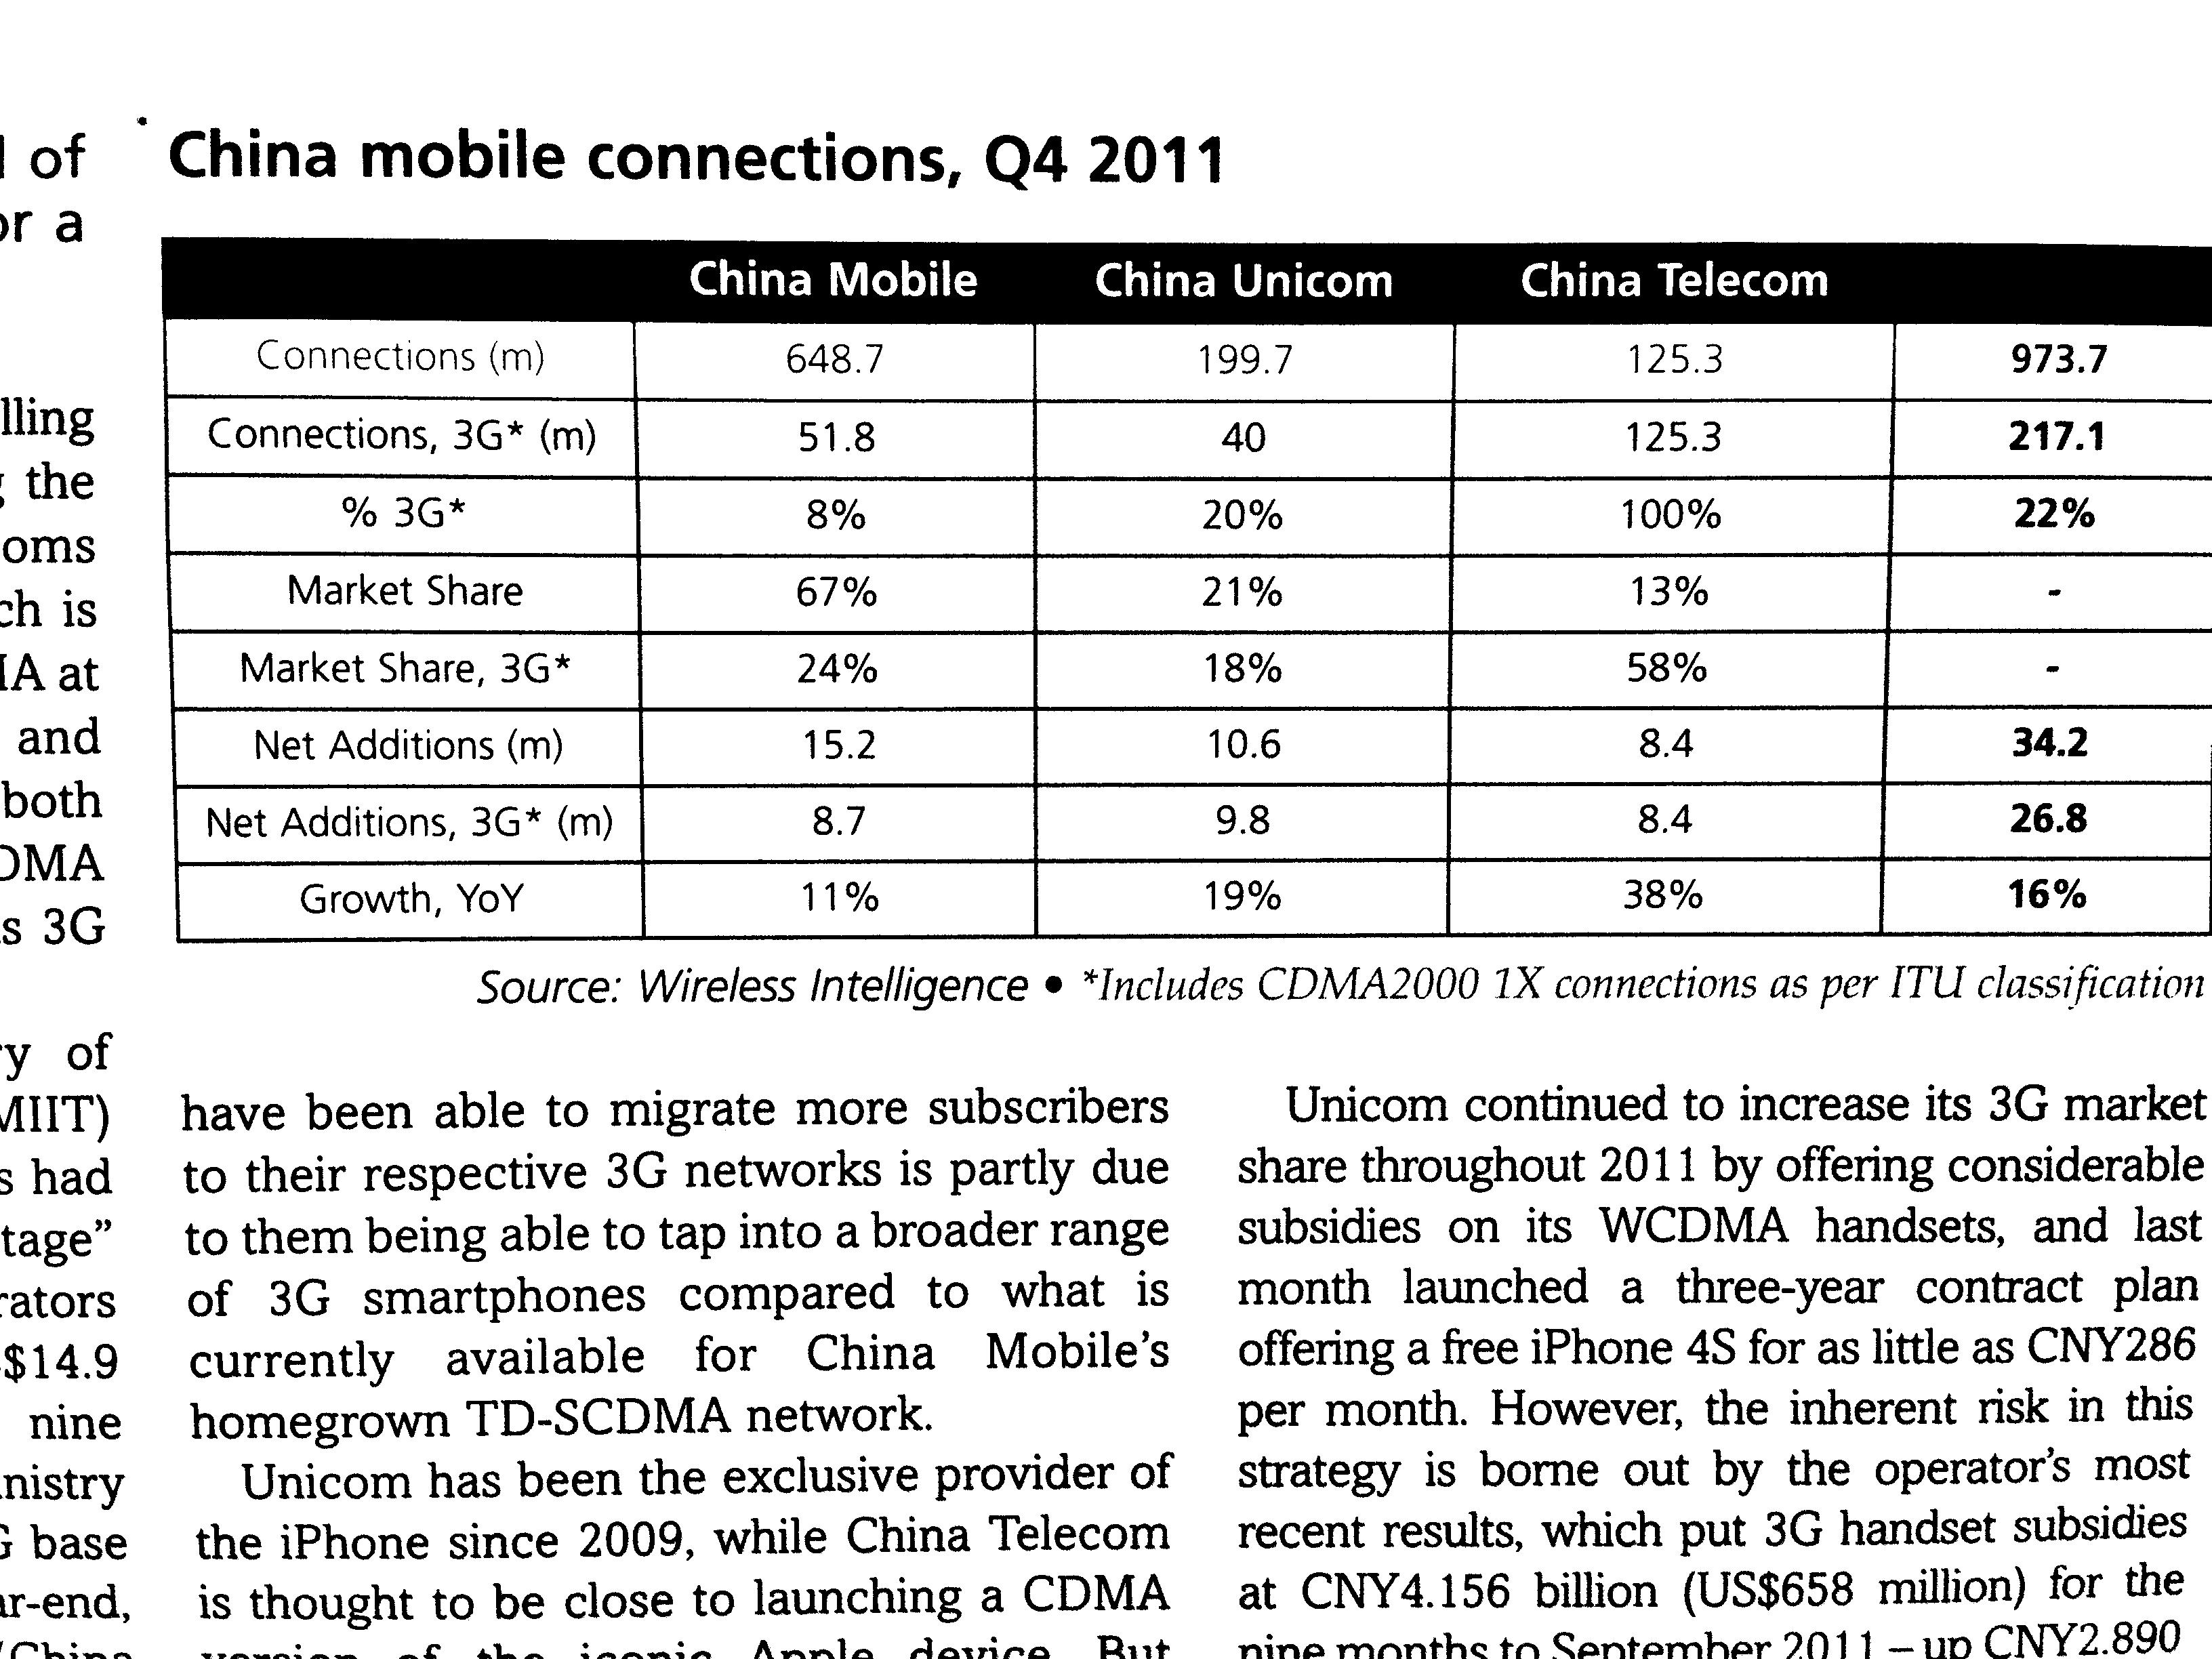 of
or a
China mobile connections, Q4 2011
China Mobile China Unicom China Telecom
Connections (m) 648.7 199.7 125.3 973.7
Connections, 3G* (m) 51.8 40 125.3 217.1
% 3G* 8% 20% 100% 22%
Market Share 67% 21% 13% -
Market Share, 3G* 24% 18% 58% -
Net Additions (m) 15.2 10.6 8.4 34.2
Net Additions, 3G* (m) 8.7 9.8 8.4 26.8
Growth, YoY 11% 19% 38% 16%
Source: Wireless Intelligence • *Includes CDMA2000 1X connections as per ITU classification
lling
the
oms
ch is
IA at
and
both
DMA
s 3G
ry of
MIIT)
s had
tage”
rators
$14.9
nine
nistry
G base
ar-end,
have been able to migrate more subscribers
to their respective 3G networks is partly due
to them being able to tap into a broader range
of 3G smartphones compared to what is
currently available for China Mobile’s
homegrown TD-SCDMA network.
Unicom has been the exclusive provider of
the iPhone since 2009, while China Telecom
is thought to be close to launching a CDMA
version of the iconic Apple device. But
Unicom continued to increase its 3G market
share throughout 2011 by offering considerable
subsidies on its WCDMA handsets, and last
month launched a three-year contract plan
offering a free iPhone 4S for as little as CNY286
per month. However, the inherent risk in this
strategy is borne out by the operator’s most
recent results, which put 3G handset subsidies
at CNY4.156 billion (US$658 million) for the
nine months to September 2011 – up CNY2.890